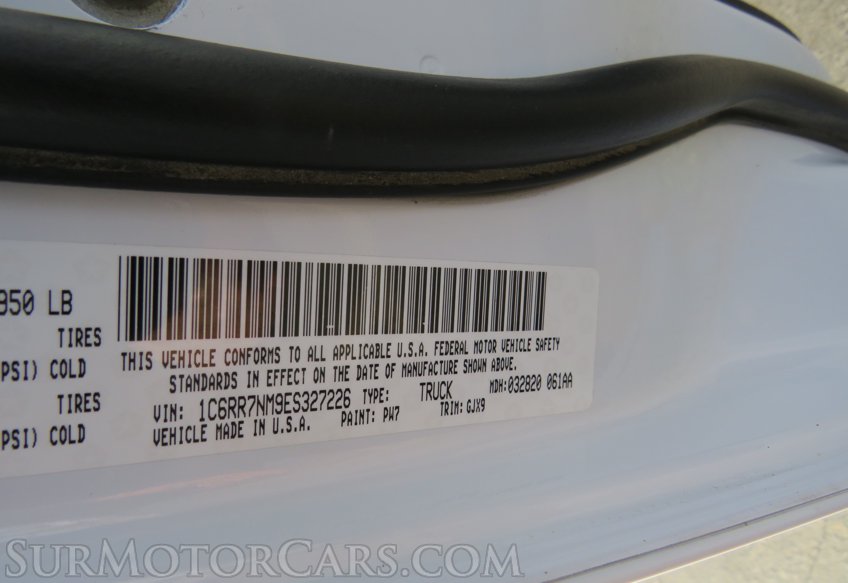 950 LB
TIRES
PSI) COLD
TIRES
PSI) COLD
THIS VEHICLE CONFORMS TO ALL APPLICABLE U.S.A. FEDERAL MOTOR VEHICLE SAFETY
STANDARDS IN EFFECT ON THE DATE OF MANUFACTURE SHOWN ABOVE.
VIN: 1C6RR7NM9ES327226 TYPE: TRUCK MDH:032820 061AA
VEHICLE MADE IN U.S.A. PAINT: PW7 TRIM: GJX9
SURMOTORCARS.COM